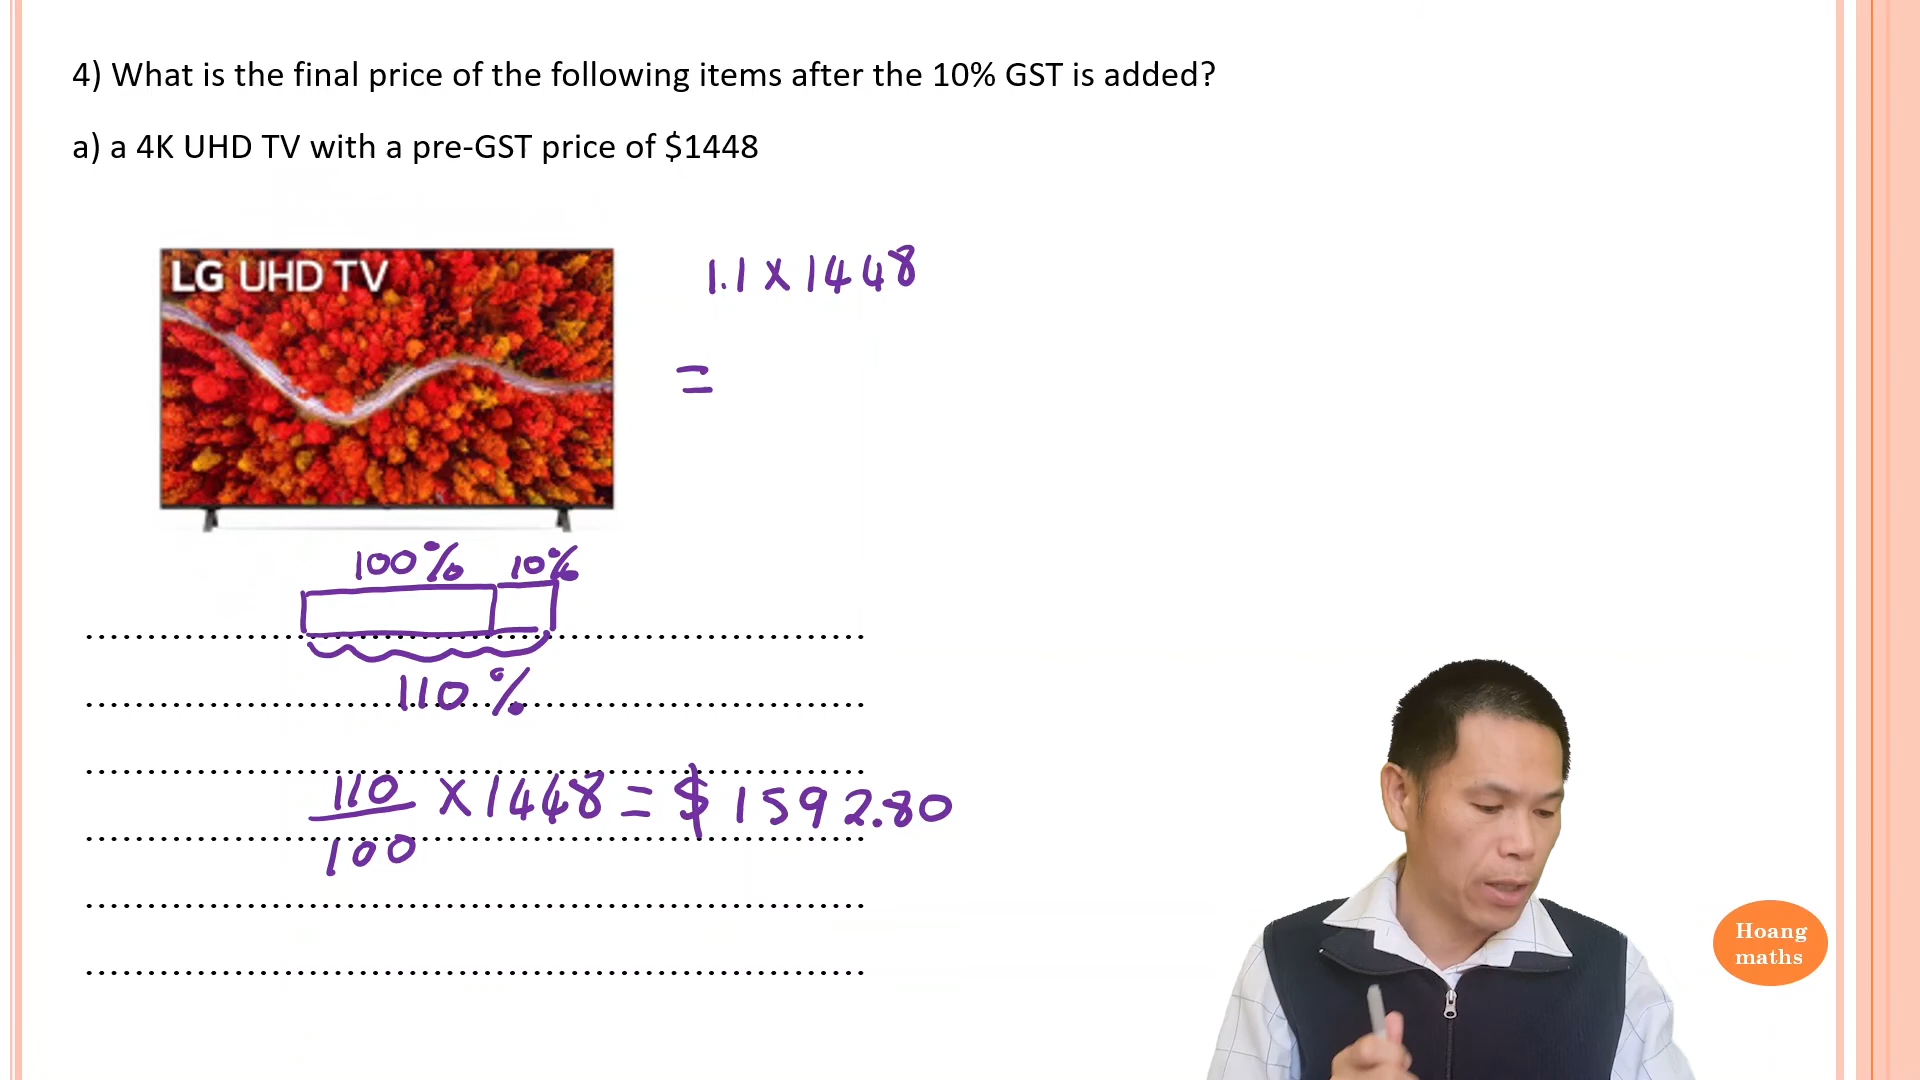 4) What is the final price of the following items after the 10% GST is added?
a) a 4K UHD TV with a pre-GST price of $1448
LG UHD TV
1.1 x 1448
=
100% 10%
110%
110/100 x 1448 = $1592.80
Hoang
maths